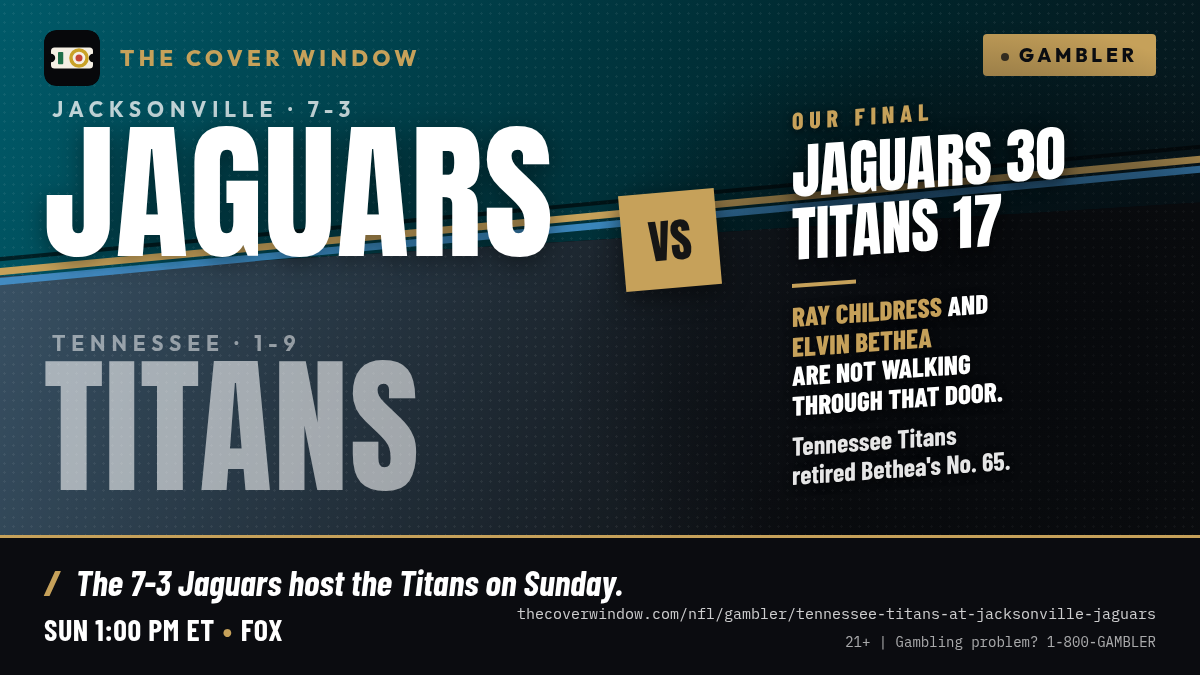 THE COVER WINDOW
• GAMBLER
JACKSONVILLE · 7-3
JAGUARS
VS
TENNESSEE · 1-9
TITANS
OUR FINAL
JAGUARS 30
TITANS 17
RAY CHILDRESS AND
ELVIN BETHEA
ARE NOT WALKING
THROUGH THAT DOOR.
Tennessee Titans
retired Bethea's No. 65.
/ The 7-3 Jaguars host the Titans on Sunday.
SUN 1:00 PM ET • FOX
thecoverwindow.com/nfl/gambler/tennessee-titans-at-jacksonville-jaguars
21+ | Gambling problem? 1-800-GAMBLER